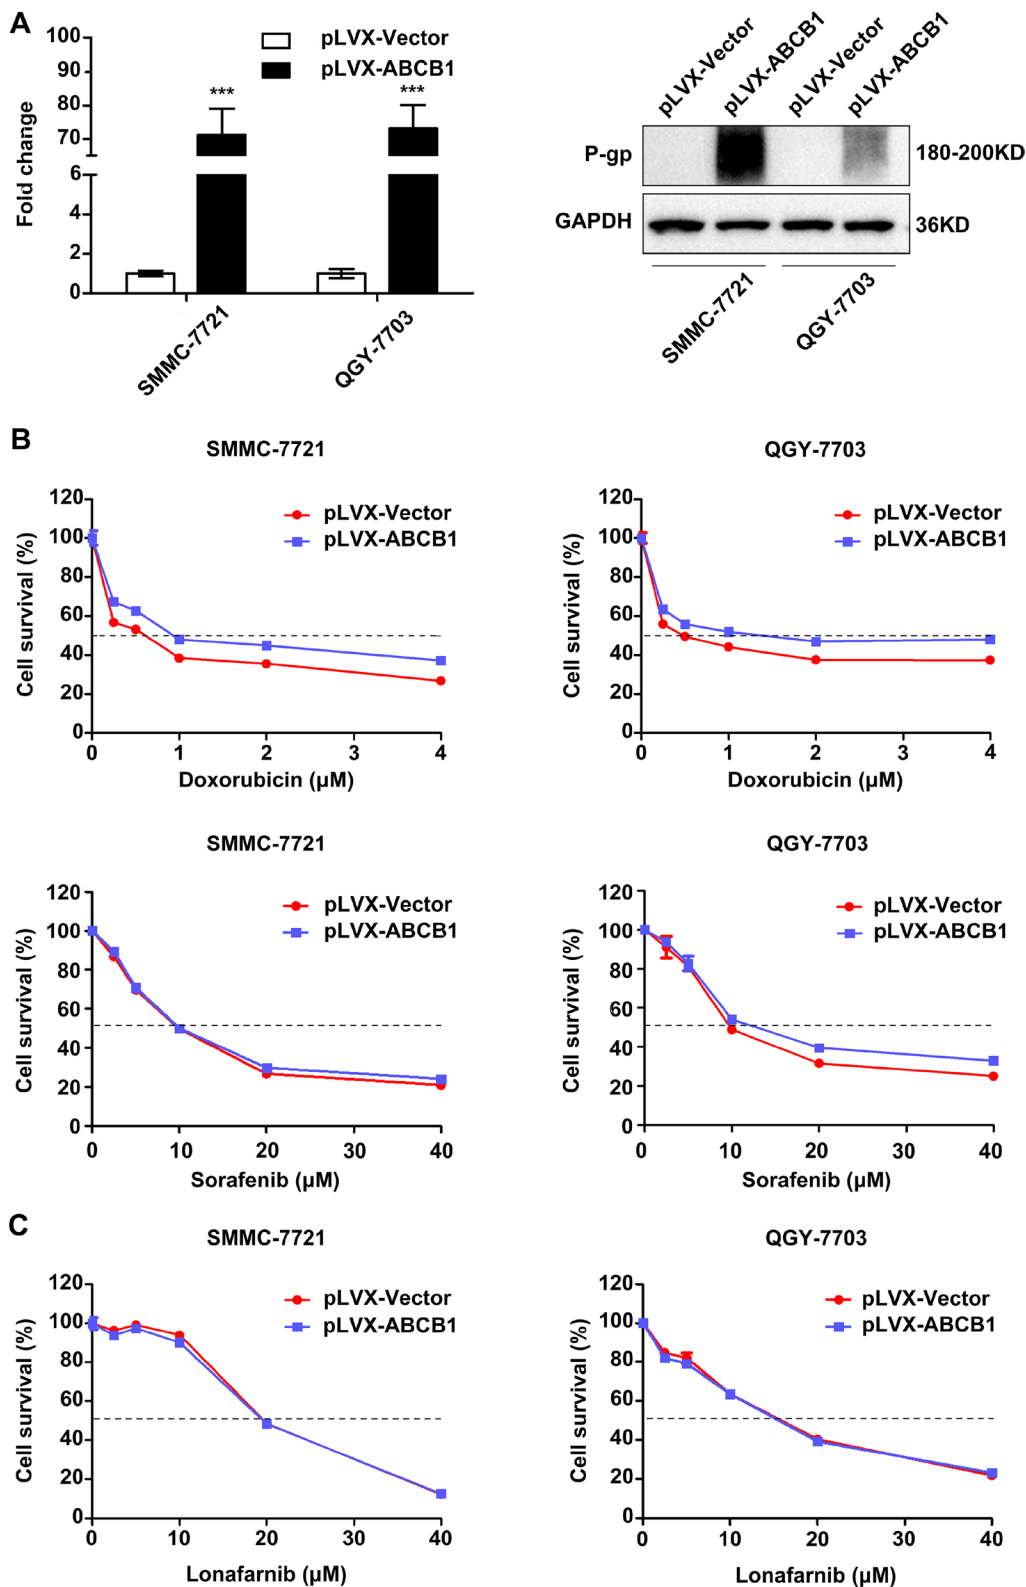 A
pLVX-Vector
pLVX-ABCB1
Fold change
100
90
80
70
6
4
2
0
***
***
SMMC-7721
QGY-7703
pLVX-Vector
pLVX-ABCB1
pLVX-Vector
pLVX-ABCB1
P-gp
180-200KD
GAPDH
36KD
SMMC-7721
QGY-7703
B
SMMC-7721
pLVX-Vector
pLVX-ABCB1
Cell survival (%)
120
100
80
60
40
20
0
0 1 2 3 4
Doxorubicin (μM)
QGY-7703
pLVX-Vector
pLVX-ABCB1
Cell survival (%)
120
100
80
60
40
20
0
0 1 2 3 4
Doxorubicin (μM)
SMMC-7721
pLVX-Vector
pLVX-ABCB1
Cell survival (%)
120
100
80
60
40
20
0
0 10 20 30 40
Sorafenib (μM)
QGY-7703
pLVX-Vector
pLVX-ABCB1
Cell survival (%)
120
100
80
60
40
20
0
0 10 20 30 40
Sorafenib (μM)
C
SMMC-7721
pLVX-Vector
pLVX-ABCB1
Cell survival (%)
120
100
80
60
40
20
0
0 10 20 30 40
Lonafarnib (μM)
QGY-7703
pLVX-Vector
pLVX-ABCB1
Cell survival (%)
120
100
80
60
40
20
0
0 10 20 30 40
Lonafarnib (μM)